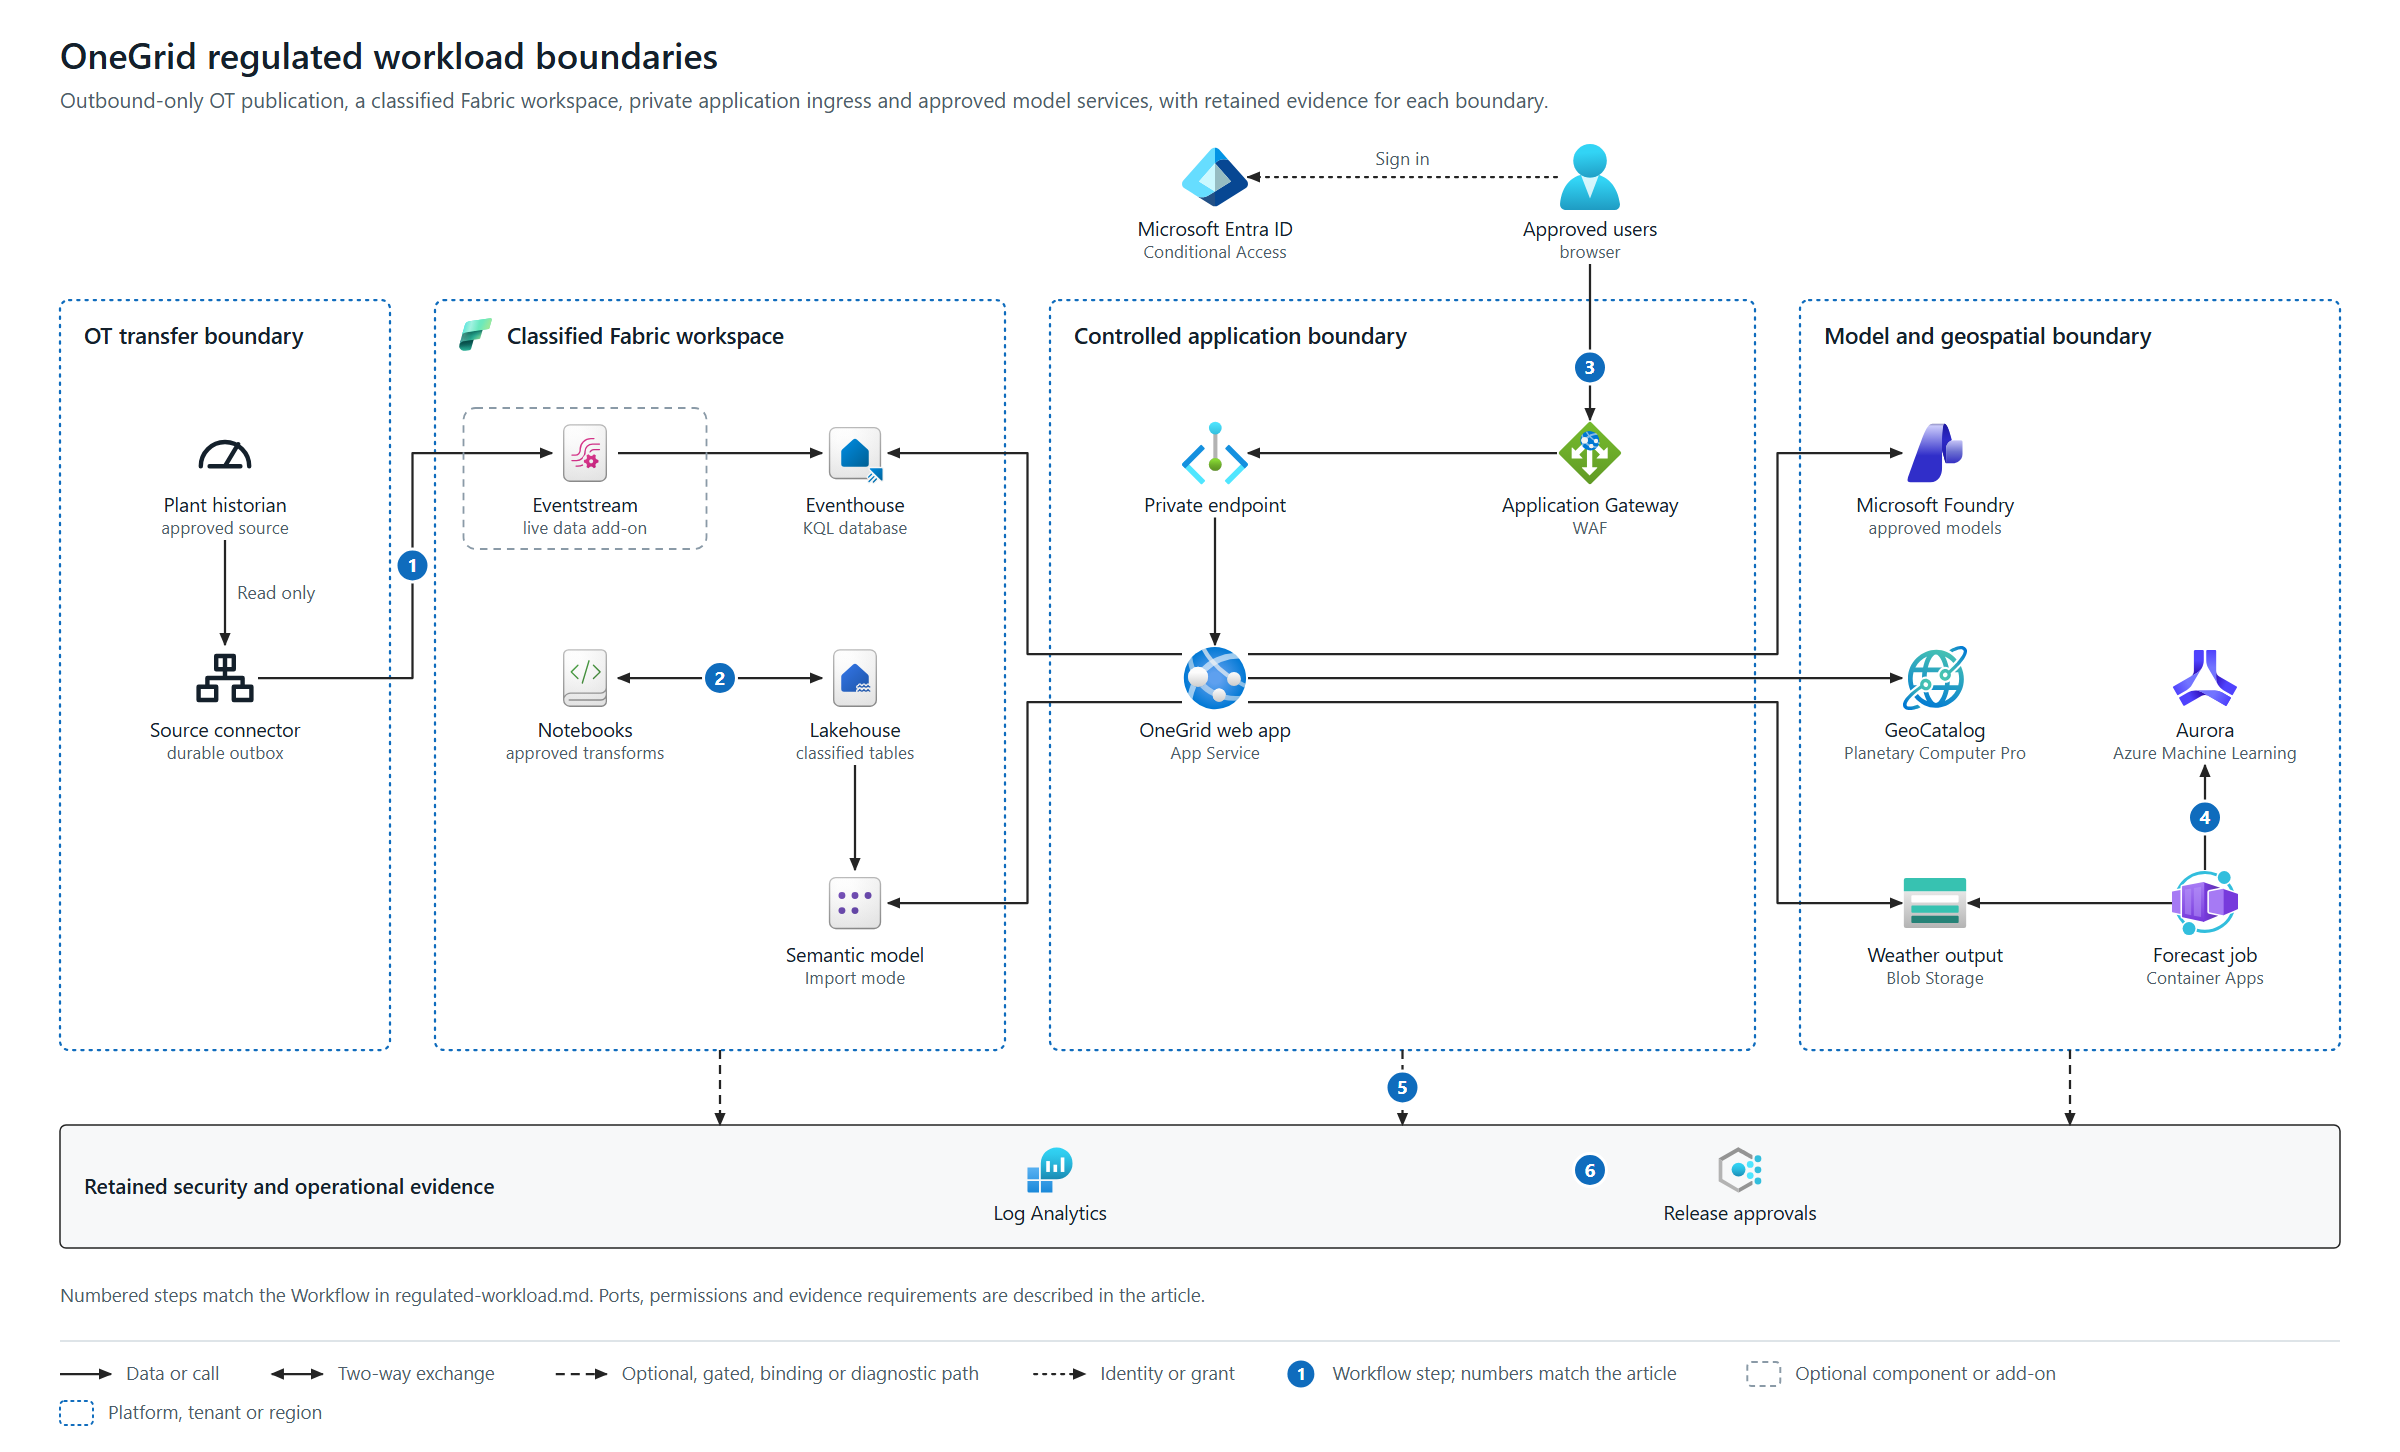 OneGrid regulated workload boundaries
Outbound-only OT publication, a classified Fabric workspace, private application ingress and approved model services, with retained evidence for each boundary.
Sign in
Microsoft Entra ID
Conditional Access
Approved users
browser
OT transfer boundary
Classified Fabric workspace
Controlled application boundary
Model and geospatial boundary
3
Plant historian
approved source
Eventstream
live data add-on
Eventhouse
KQL database
Private endpoint
Application Gateway
WAF
Microsoft Foundry
approved models
1
Read only
2
Source connector
durable outbox
Notebooks
approved transforms
Lakehouse
classified tables
OneGrid web app
App Service
GeoCatalog
Planetary Computer Pro
Aurora
Azure Machine Learning
4
Semantic model
Import mode
Weather output
Blob Storage
Forecast job
Container Apps
5
Retained security and operational evidence
Log Analytics
6
Release approvals
Numbered steps match the Workflow in regulated-workload.md. Ports, permissions and evidence requirements are described in the article.
Data or call
Two-way exchange
Optional, gated, binding or diagnostic path
Identity or grant
1
Workflow step; numbers match the article
Optional component or add-on
Platform, tenant or region